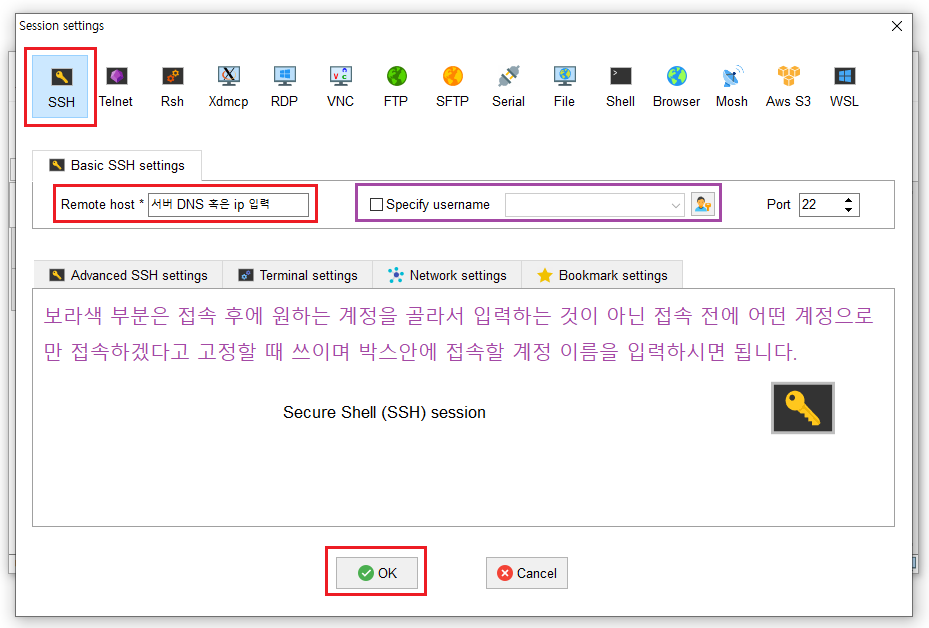 Session settings
SSH Telnet Rsh Xdmcp RDP VNC FTP SFTP Serial File Shell Browser Mosh Aws S3 WSL
Basic SSH settings
Remote host * 서버 DNS 혹은 ip 입력 Specify username Port 22
Advanced SSH settings Terminal settings Network settings Bookmark settings
보라색 부분은 접속 후에 원하는 계정을 골라서 입력하는 것이 아닌 접속 전에 어떤 계정으로
만 접속하겠다고 고정할 때 쓰이며 박스안에 접속할 계정 이름을 입력하시면 됩니다.
Secure Shell (SSH) session
OK Cancel